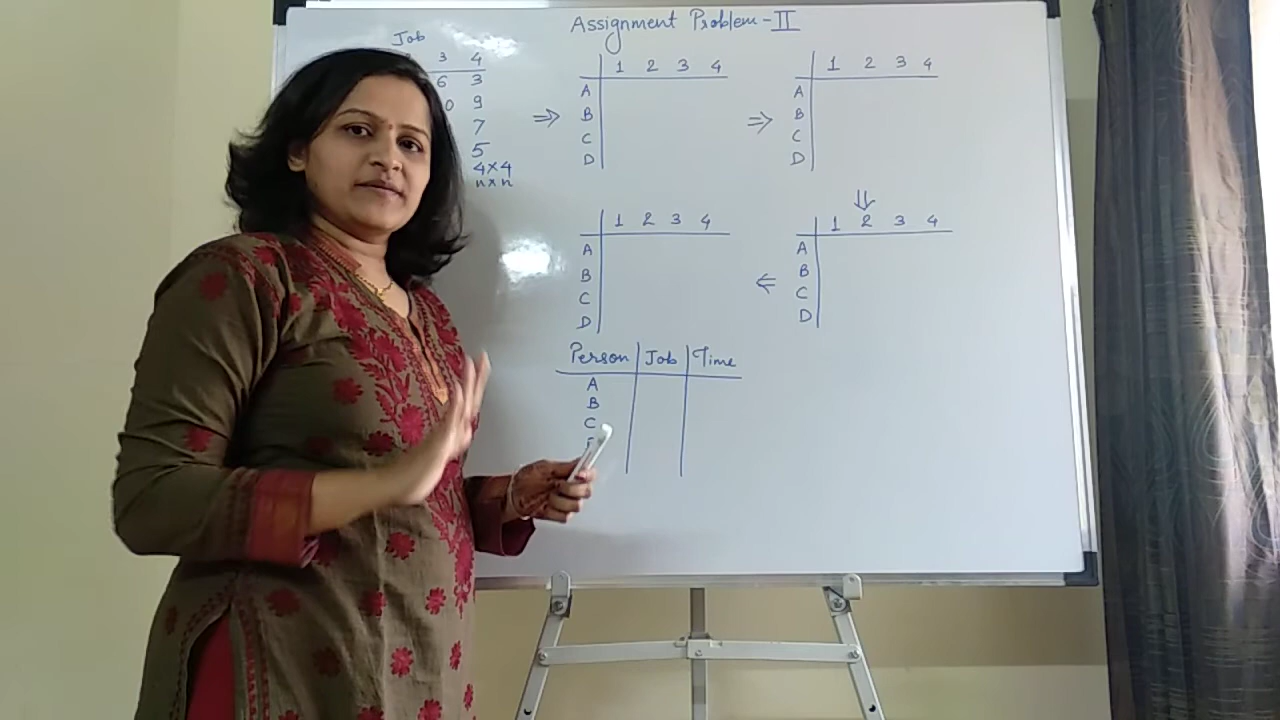 Assignment Problem-II
Job
3 4
6 3
0 9
7
5
4×4
n×n
⇒
1 2 3 4
A
B
C
D
⇒
1 2 3 4
A
B
C
D
⇓
1 2 3 4
A
B
C
D
⇐
1 2 3 4
A
B
C
D
Person Job Time
A
B
C